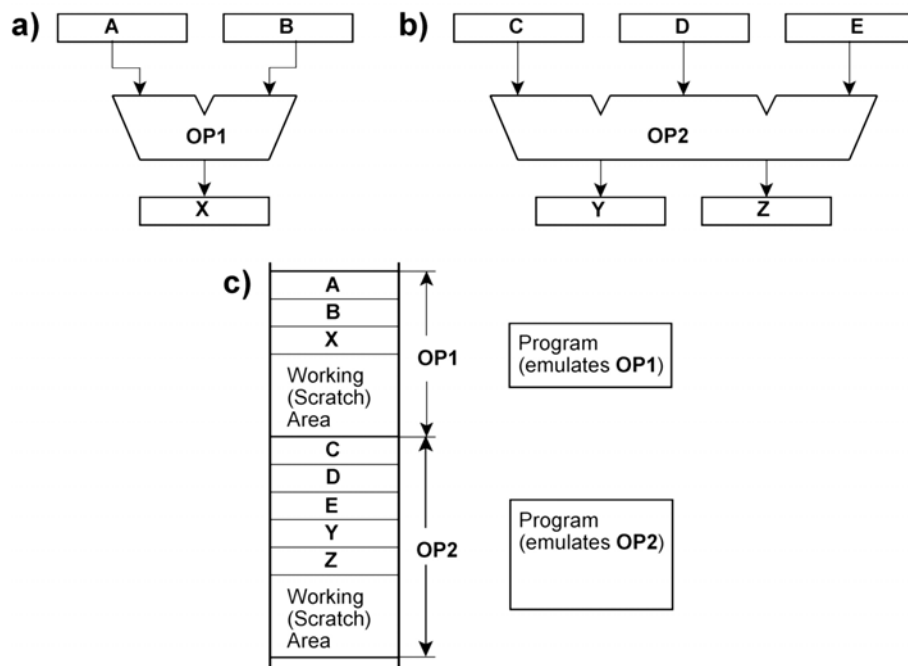 a)
A
B
OP1
X
b)
C
D
E
OP2
Y
Z
c)
A
B
X
Working
(Scratch)
Area
OP1
Program
(emulates OP1)
C
D
E
Y
Z
Working
(Scratch)
Area
OP2
Program
(emulates OP2)